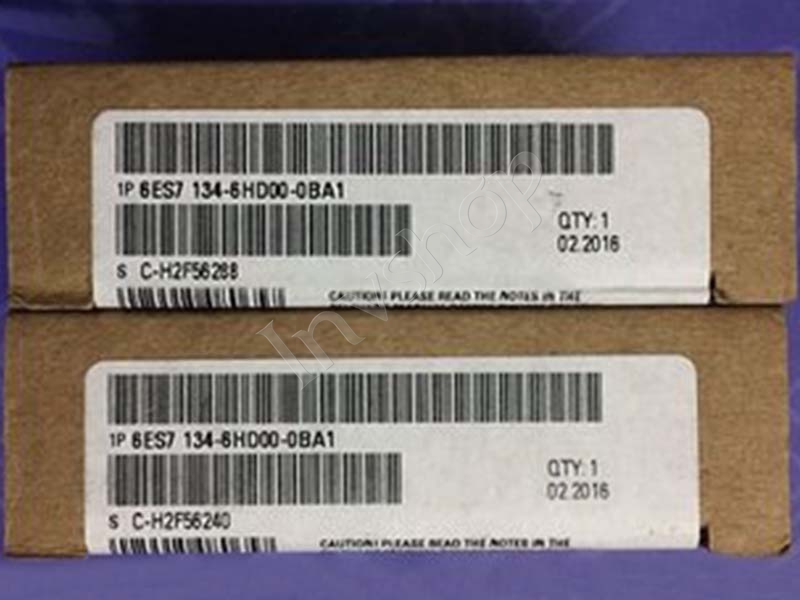 1P 6ES7 134-6HD00-0BA1
QTY: 1
02.2016
S C-H2F56288
CAUTION! PLEASE READ THE NOTES IN THE
Invshop
1P 6ES7 134-6HD00-0BA1
QTY: 1
02.2016
S C-H2F56240
CAUTION! PLEASE READ THE NOTES IN THE